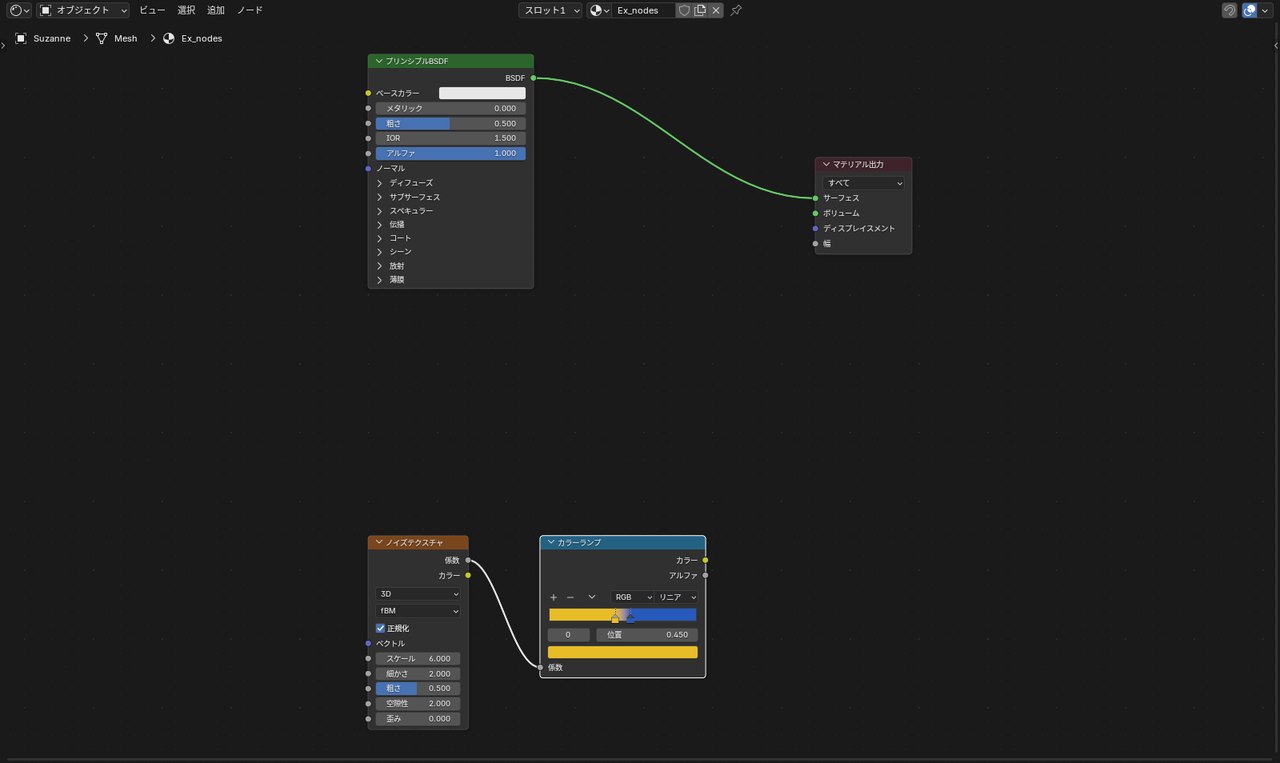 オブジェクト ビュー 選択 追加 ノード スロット1 Ex_nodes
Suzanne Mesh Ex_nodes
プリンシプルBSDF
BSDF
ベースカラー
メタリック 0.000
粗さ 0.500
IOR 1.500
アルファ 1.000
ノーマル
ディフューズ
サブサーフェス
スペキュラー
伝播
コート
シーン
放射
薄膜
マテリアル出力
すべて
サーフェス
ボリューム
ディスプレイスメント
幅
ノイズテクスチャ
係数
カラー
3D
fBM
正規化
ベクトル
スケール 6.000
細かさ 2.000
粗さ 0.500
空隙性 2.000
歪み 0.000
カラーランプ
カラー
アルファ
RGB リニア
0 位置 0.450
係数